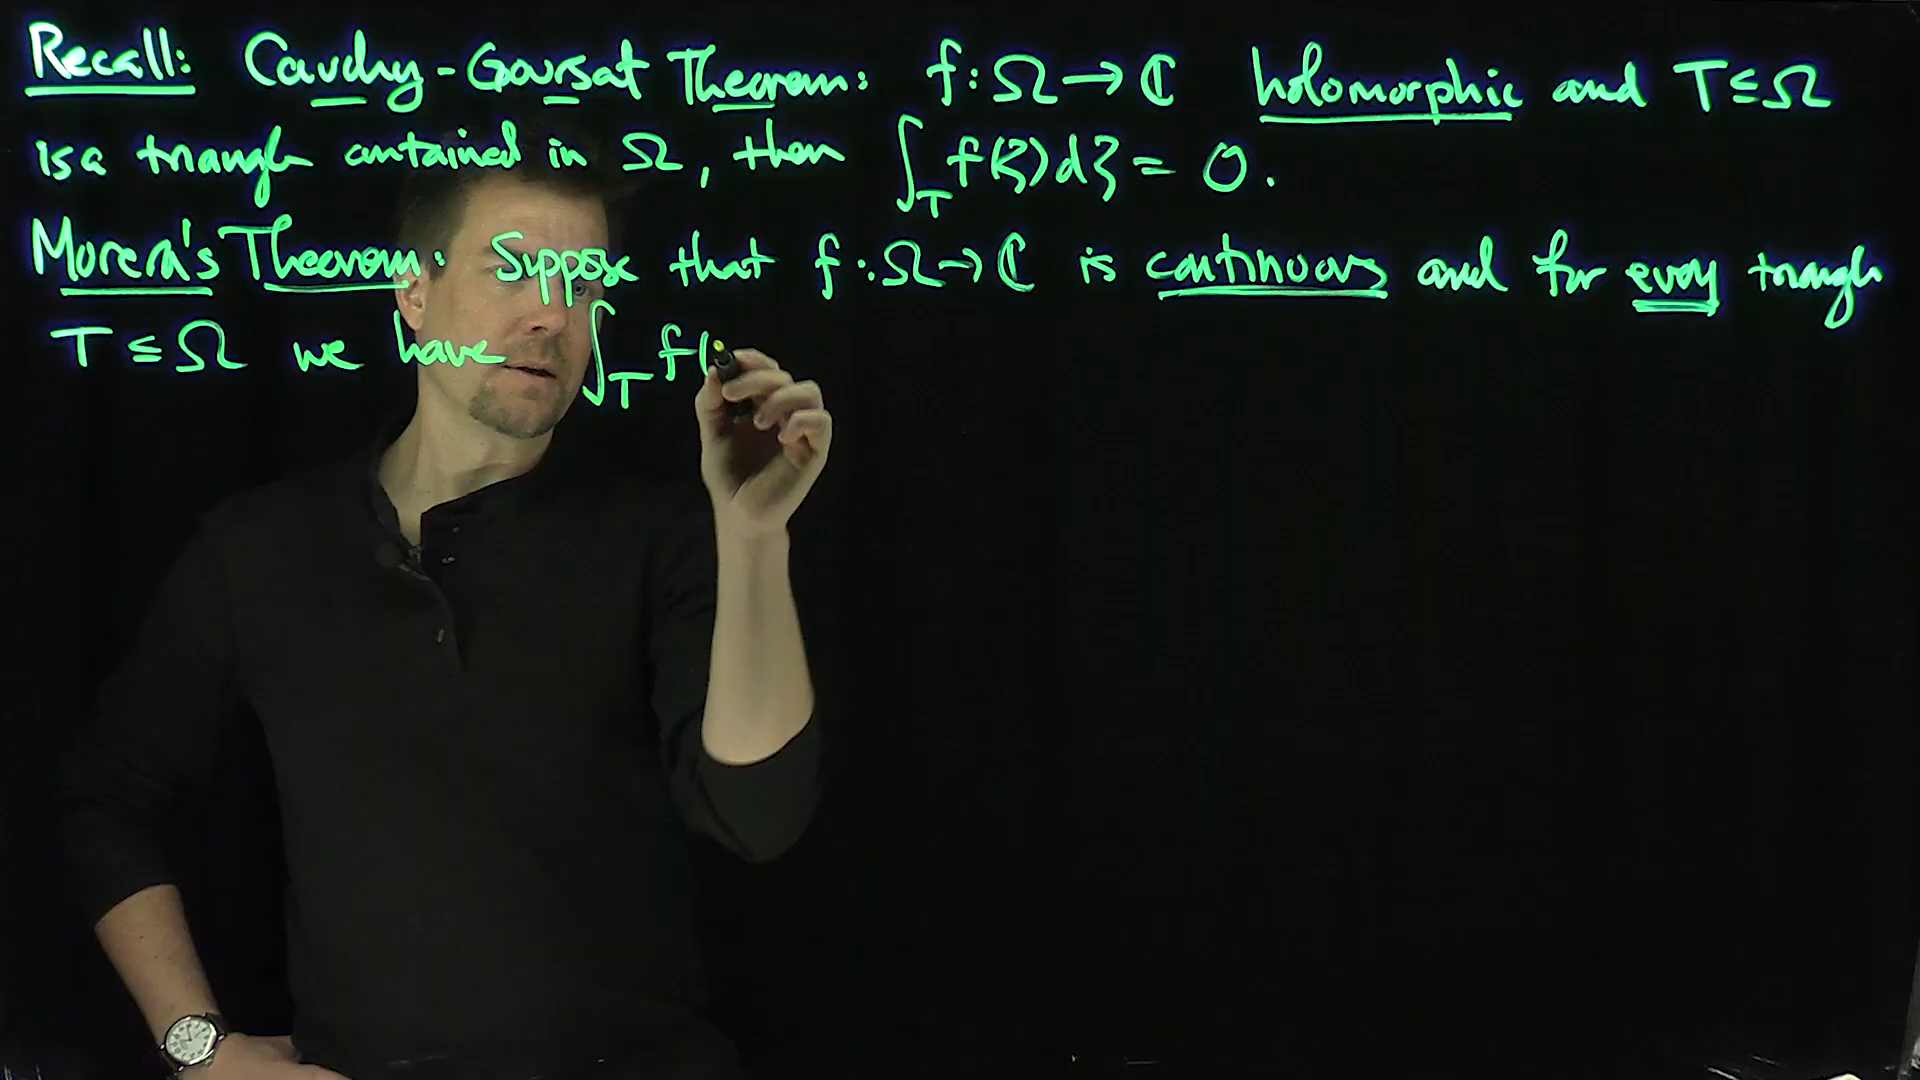 Recall: Cauchy-Goursat Theorem: f: Ω → ℂ holomorphic and T ⊆ Ω
is a triangle contained in Ω, then ∫_T f(ζ)dζ = 0.
Morera's Theorem: Suppose that f: Ω → ℂ is continuous and for every triangle
T ⊆ Ω we have ∫_T f(